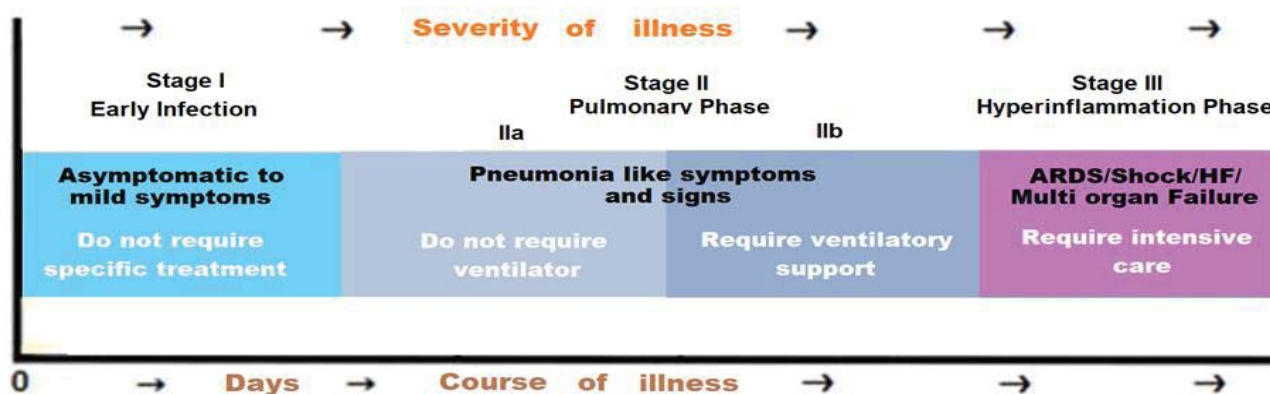 → → Severity of illness → → →
Stage I
Early Infection
Stage II
Pulmonary Phase
IIa
IIb
Stage III
Hyperinflammation Phase
Asymptomatic to
mild symptoms
Do not require
specific treatment
Pneumonia like symptoms
and signs
Do not require
ventilator
Require ventilatory
support
ARDS/Shock/HF/
Multi organ Failure
Require intensive
care
0 → Days → Course of illness → → →